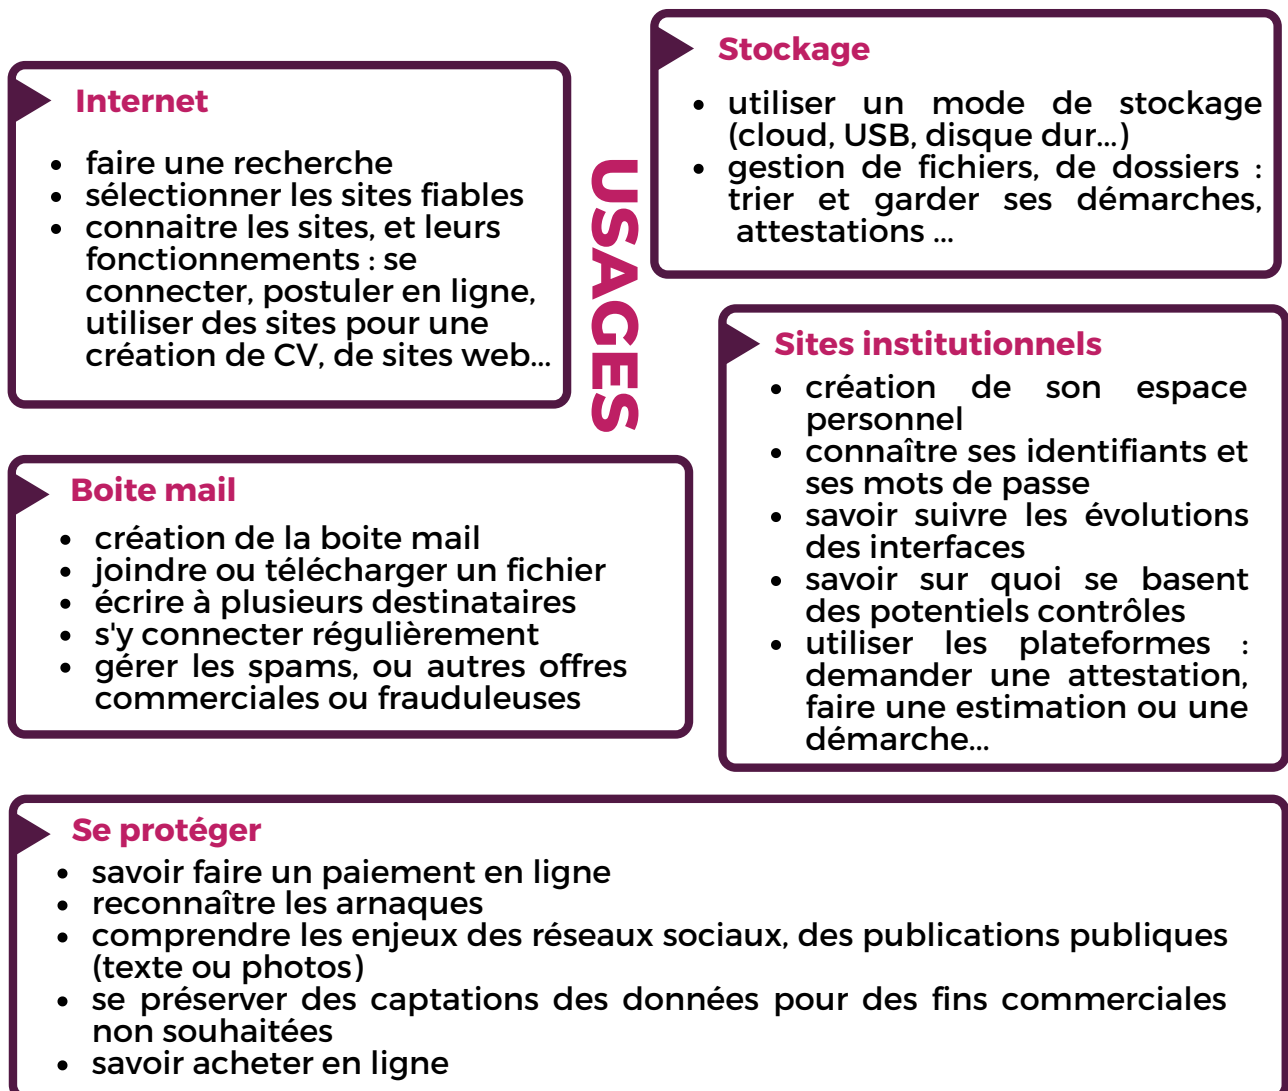 Internet
• faire une recherche
• sélectionner les sites fiables
• connaitre les sites, et leurs
fonctionnements : se
connecter, postuler en ligne,
utiliser des sites pour une
création de CV, de sites web...
USAGES
Stockage
• utiliser un mode de stockage
(cloud, USB, disque dur...)
• gestion de fichiers, de dossiers :
trier et garder ses démarches,
attestations ...
Boite mail
• création de la boite mail
• joindre ou télécharger un fichier
• écrire à plusieurs destinataires
• s'y connecter régulièrement
• gérer les spams, ou autres offres
commerciales ou frauduleuses
Sites institutionnels
• création de son espace
personnel
• connaître ses identifiants et
ses mots de passe
• savoir suivre les évolutions
des interfaces
• savoir sur quoi se basent
des potentiels contrôles
• utiliser les plateformes :
demander une attestation,
faire une estimation ou une
démarche...
Se protéger
• savoir faire un paiement en ligne
• reconnaître les arnaques
• comprendre les enjeux des réseaux sociaux, des publications publiques
(texte ou photos)
• se préserver des captations des données pour des fins commerciales
non souhaitées
• savoir acheter en ligne